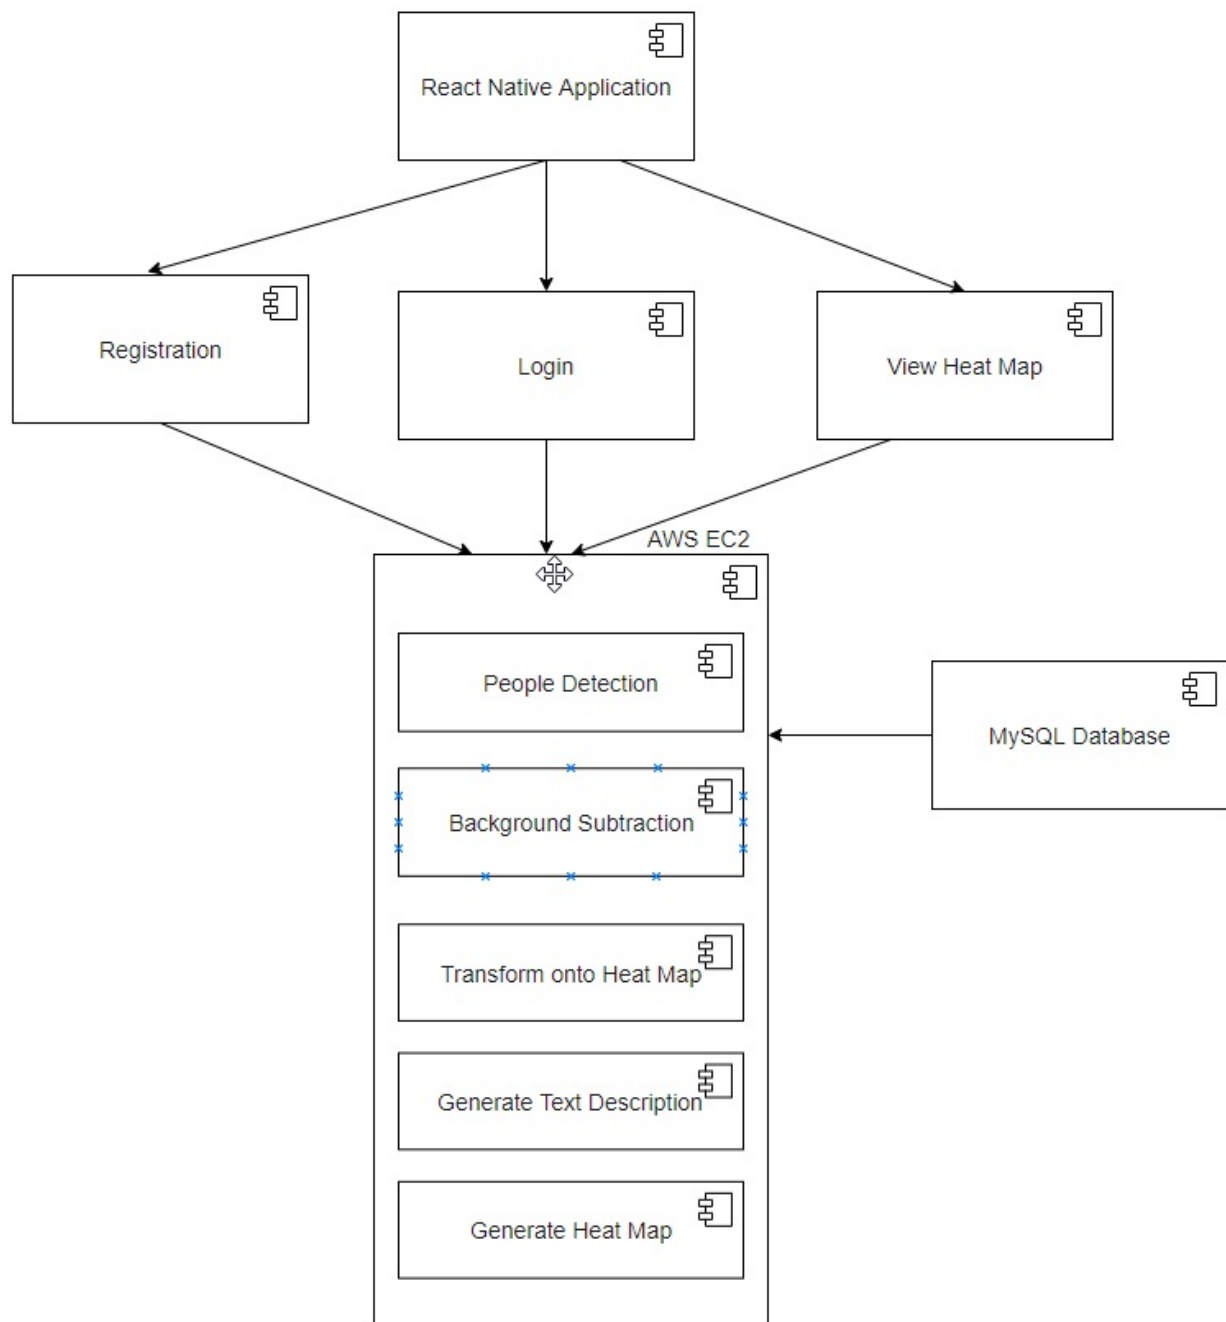 React Native Application
Registration
Login
View Heat Map
AWS EC2
People Detection
MySQL Database
Background Subtraction
Transform onto Heat Map
Generate Text Description
Generate Heat Map